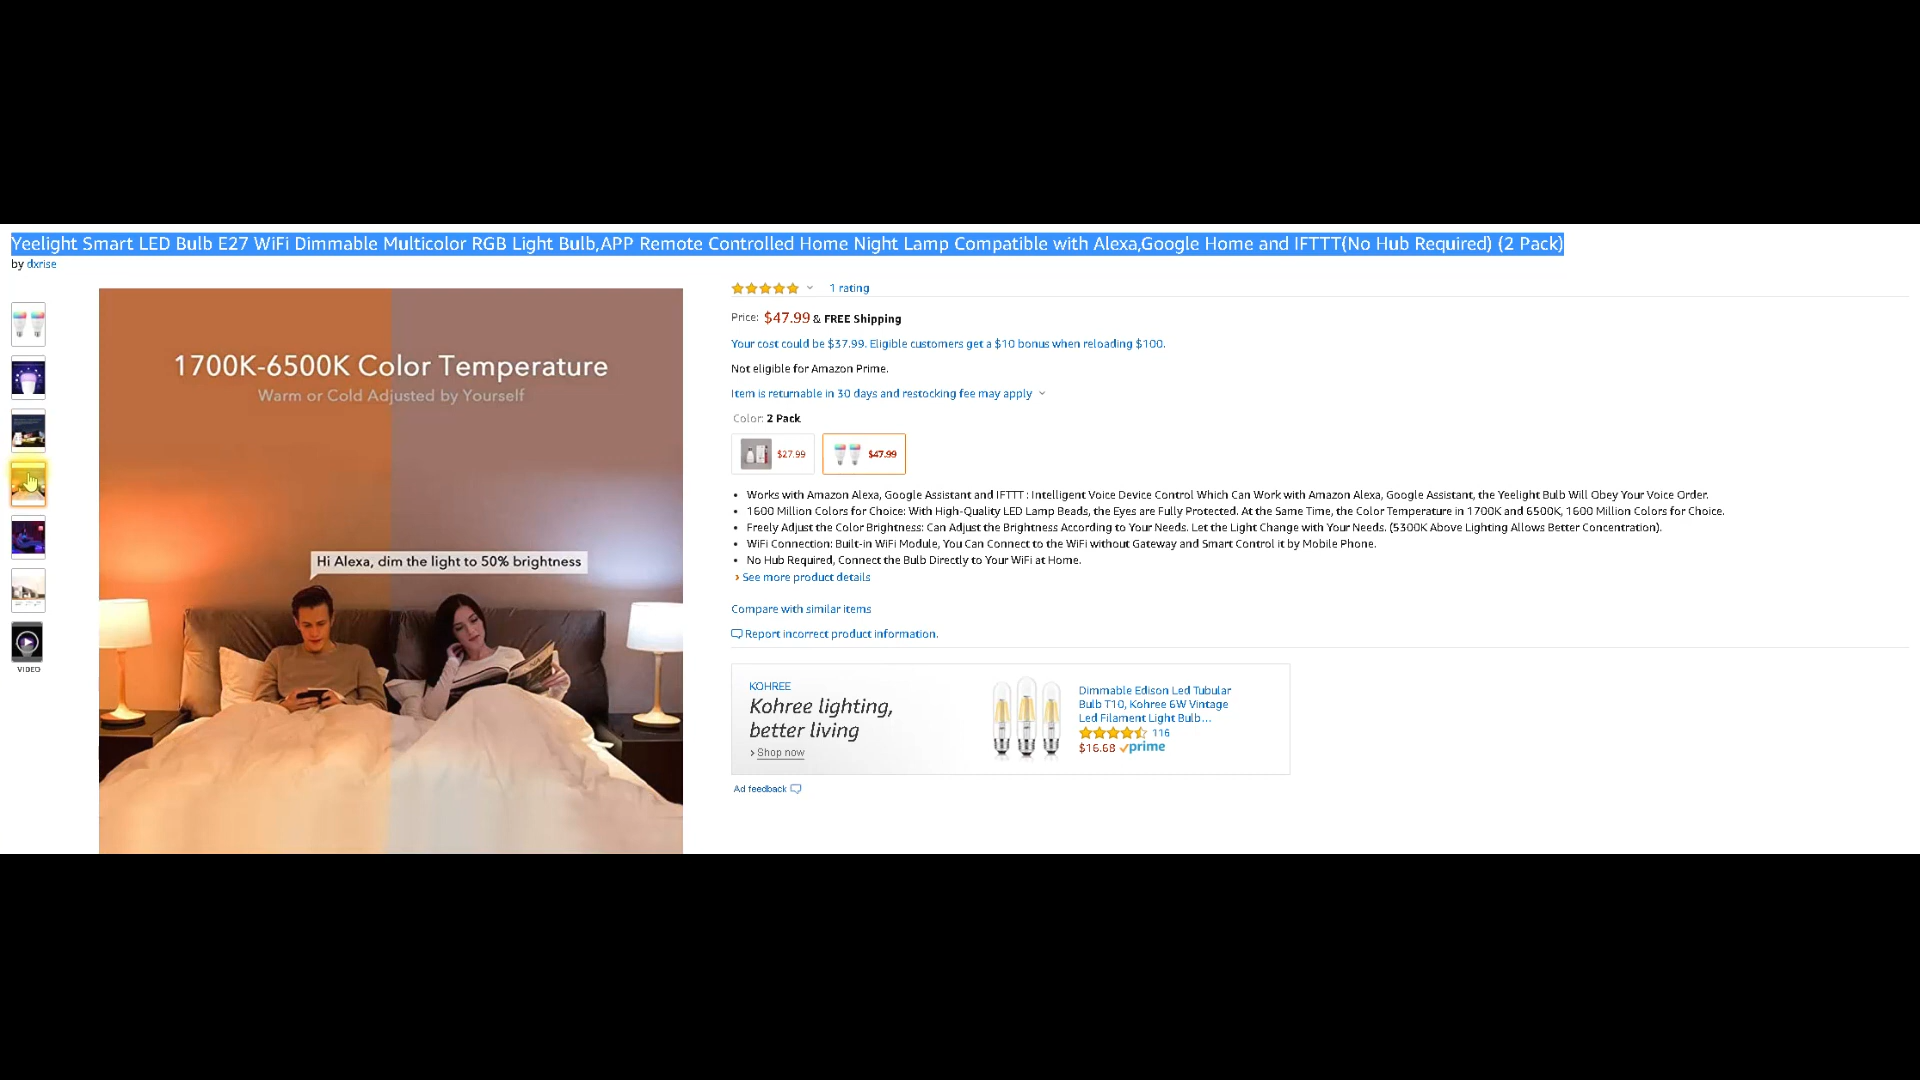 Yeelight Smart LED Bulb E27 WiFi Dimmable Multicolor RGB Light Bulb,APP Remote Controlled Home Night Lamp Compatible with Alexa,Google Home and IFTTT(No Hub Required) (2 Pack)
by dxrise
1 rating
Price: $47.99 & FREE Shipping
Your cost could be $37.99. Eligible customers get a $10 bonus when reloading $100.
Not eligible for Amazon Prime.
Item is returnable in 30 days and restocking fee may apply
Color: 2 Pack
$27.99
$47.99
Works with Amazon Alexa, Google Assistant and IFTTT : Intelligent Voice Device Control Which Can Work with Amazon Alexa, Google Assistant, the Yeelight Bulb Will Obey Your Voice Order.
1600 Million Colors for Choice: With High-Quality LED Lamp Beads, the Eyes are Fully Protected. At the Same Time, the Color Temperature in 1700K and 6500K, 1600 Million Colors for Choice.
Freely Adjust the Color Brightness: Can Adjust the Brightness According to Your Needs. Let the Light Change with Your Needs. (5300K Above Lighting Allows Better Concentration).
WiFi Connection: Built-in WiFi Module, You Can Connect to the WiFi without Gateway and Smart Control it by Mobile Phone.
No Hub Required, Connect the Bulb Directly to Your WiFi at Home.
See more product details
Compare with similar items
Report incorrect product information.
1700K-6500K Color Temperature
Warm or Cold Adjusted by Yourself
Hi Alexa, dim the light to 50% brightness
VIDEO
KOHREE
Kohree lighting,
better living
Shop now
Dimmable Edison Led Tubular
Bulb T10, Kohree 6W Vintage
Led Filament Light Bulb...
116
$16.68 prime
Ad feedback